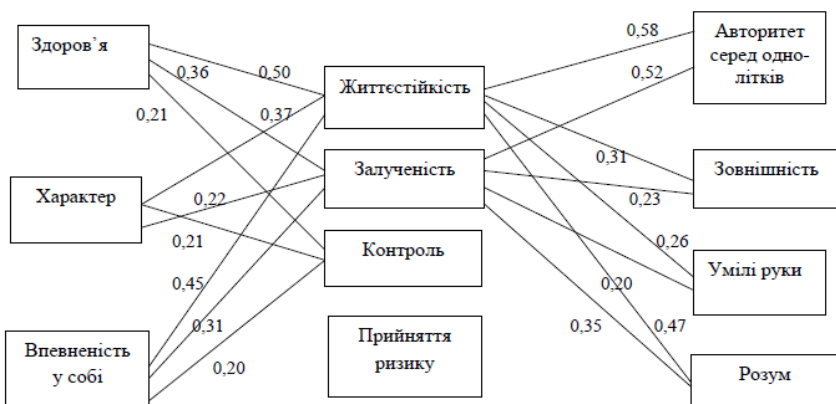 Здоров’я
Характер
Впевненість
у собі
0,50
0,36
0,21
0,37
0,22
0,21
0,45
0,31
0,20
Життєстійкість
Залученість
Контроль
Прийняття
ризику
0,58
0,52
0,31
0,23
0,26
0,20
0,35
0,47
Авторитет
серед одно-
літків
Зовнішність
Умілі руки
Розум